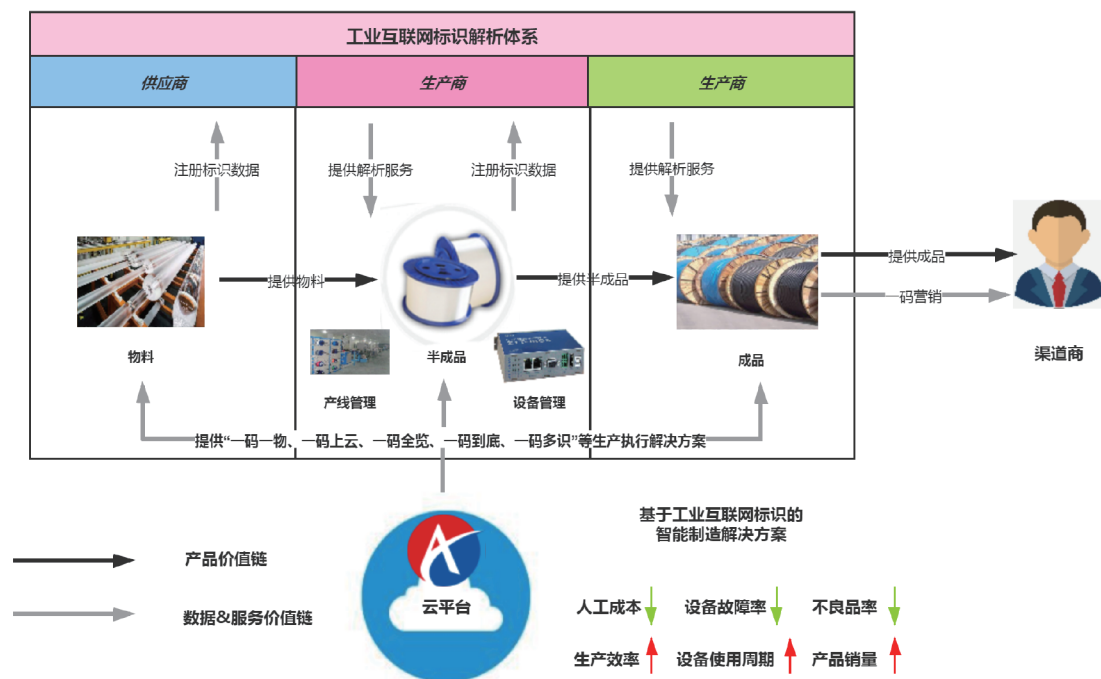 工业互联网标识解析体系
供应商
生产商
生产商
注册标识数据
提供解析服务
注册标识数据
提供解析服务
提供物料
提供半成品
提供成品
一码营销
物料
半成品
成品
渠道商
产线管理
设备管理
提供“一码一物、一码上云、一码全览、一码到底、一码多识”等生产执行解决方案
云平台
基于工业互联网标识的
智能制造解决方案
产品价值链
数据&服务价值链
人工成本
设备故障率
不良品率
生产效率
设备使用周期
产品销量